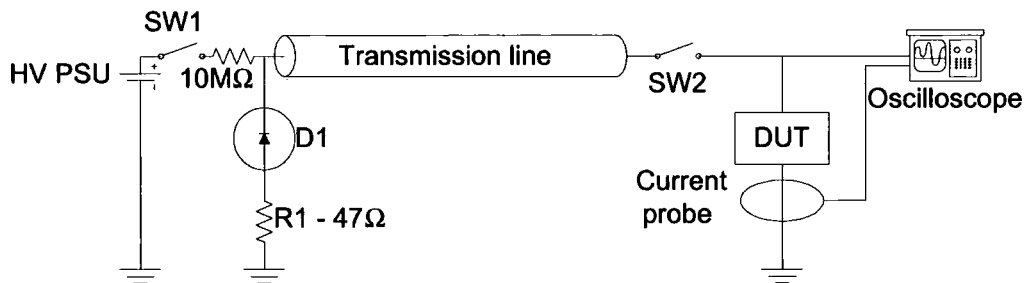 SW1
HV PSU
10MΩ
Transmission line
SW2
Oscilloscope
D1
DUT
Current
probe
R1 - 47Ω